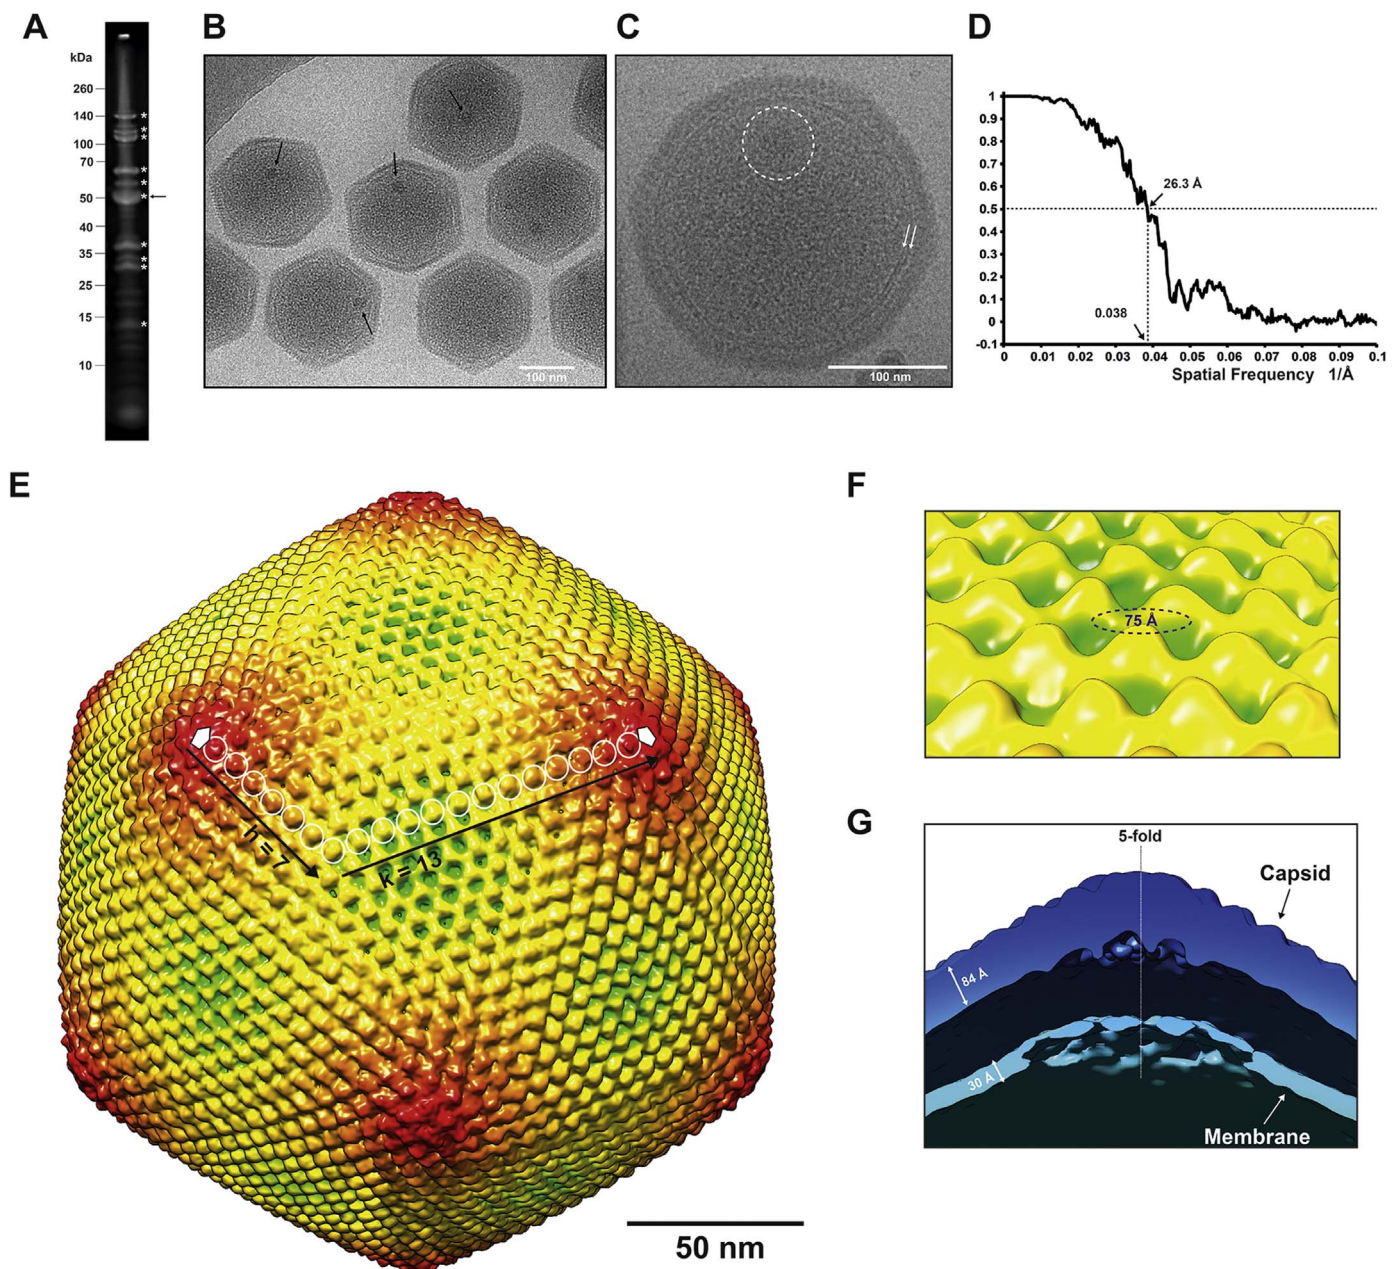 A
kDa
260
140
100
70
50
40
35
25
15
10
*
*
*
*
*
*
*
*
*
*
B
100 nm
C
100 nm
D
1
0.9
0.8
0.7
0.6
0.5
0.4
0.3
0.2
0.1
0
-0.1
26.3 Å
0.038
0 0.01 0.02 0.03 0.04 0.05 0.06 0.07 0.08 0.09 0.1
Spatial Frequency 1/Å
E
h = 7
k = 13
50 nm
F
75 Å
G
5-fold
Capsid
84 Å
30 Å
Membrane